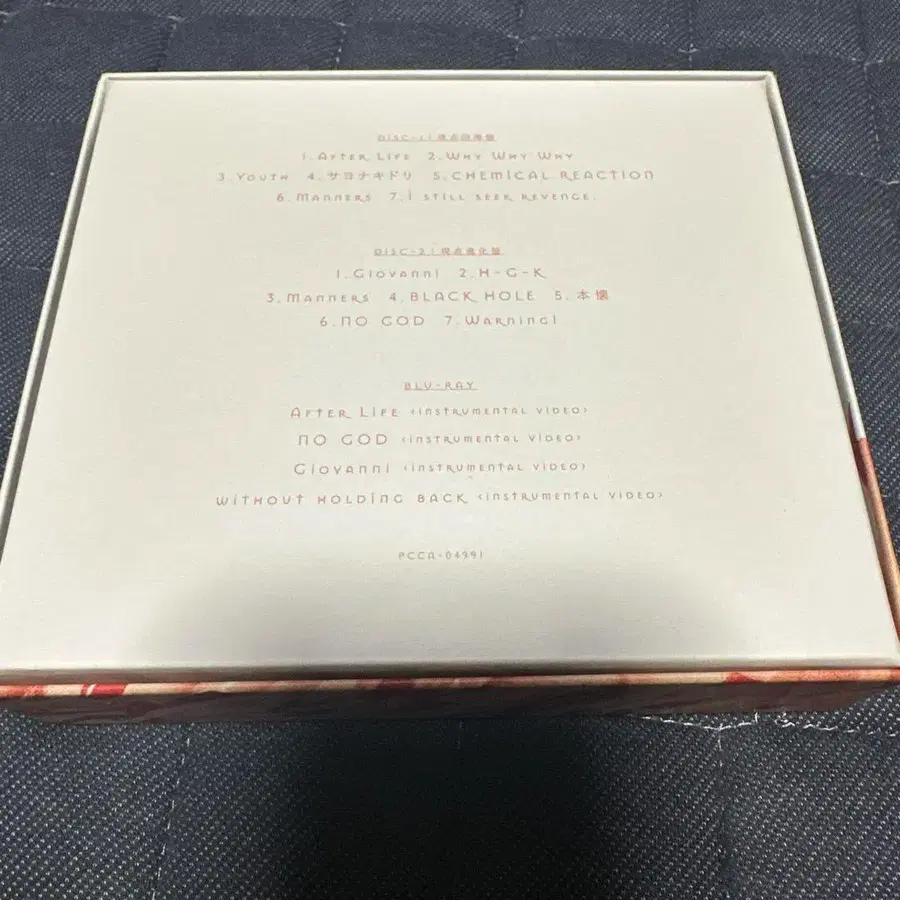 DISC-1 | 原点回帰盤
1. AFTER LIFE 2. WHY WHY WHY
3. YOUTH 4. サヨナキドリ 5. CHEMICAL REACTION
6. MANNERS 7. I STILL SEEK REVENGE.
DISC-2 | 現点進化盤
1. GIOVANNI 2. H-G-K
3. MANNERS 4. BLACK HOLE 5. 本懐
6. NO GOD 7. WARNING!
BLU-RAY
AFTER LIFE <INSTRUMENTAL VIDEO>
NO GOD <INSTRUMENTAL VIDEO>
GIOVANNI <INSTRUMENTAL VIDEO>
WITHOUT HOLDING BACK <INSTRUMENTAL VIDEO>
PCCA-04991